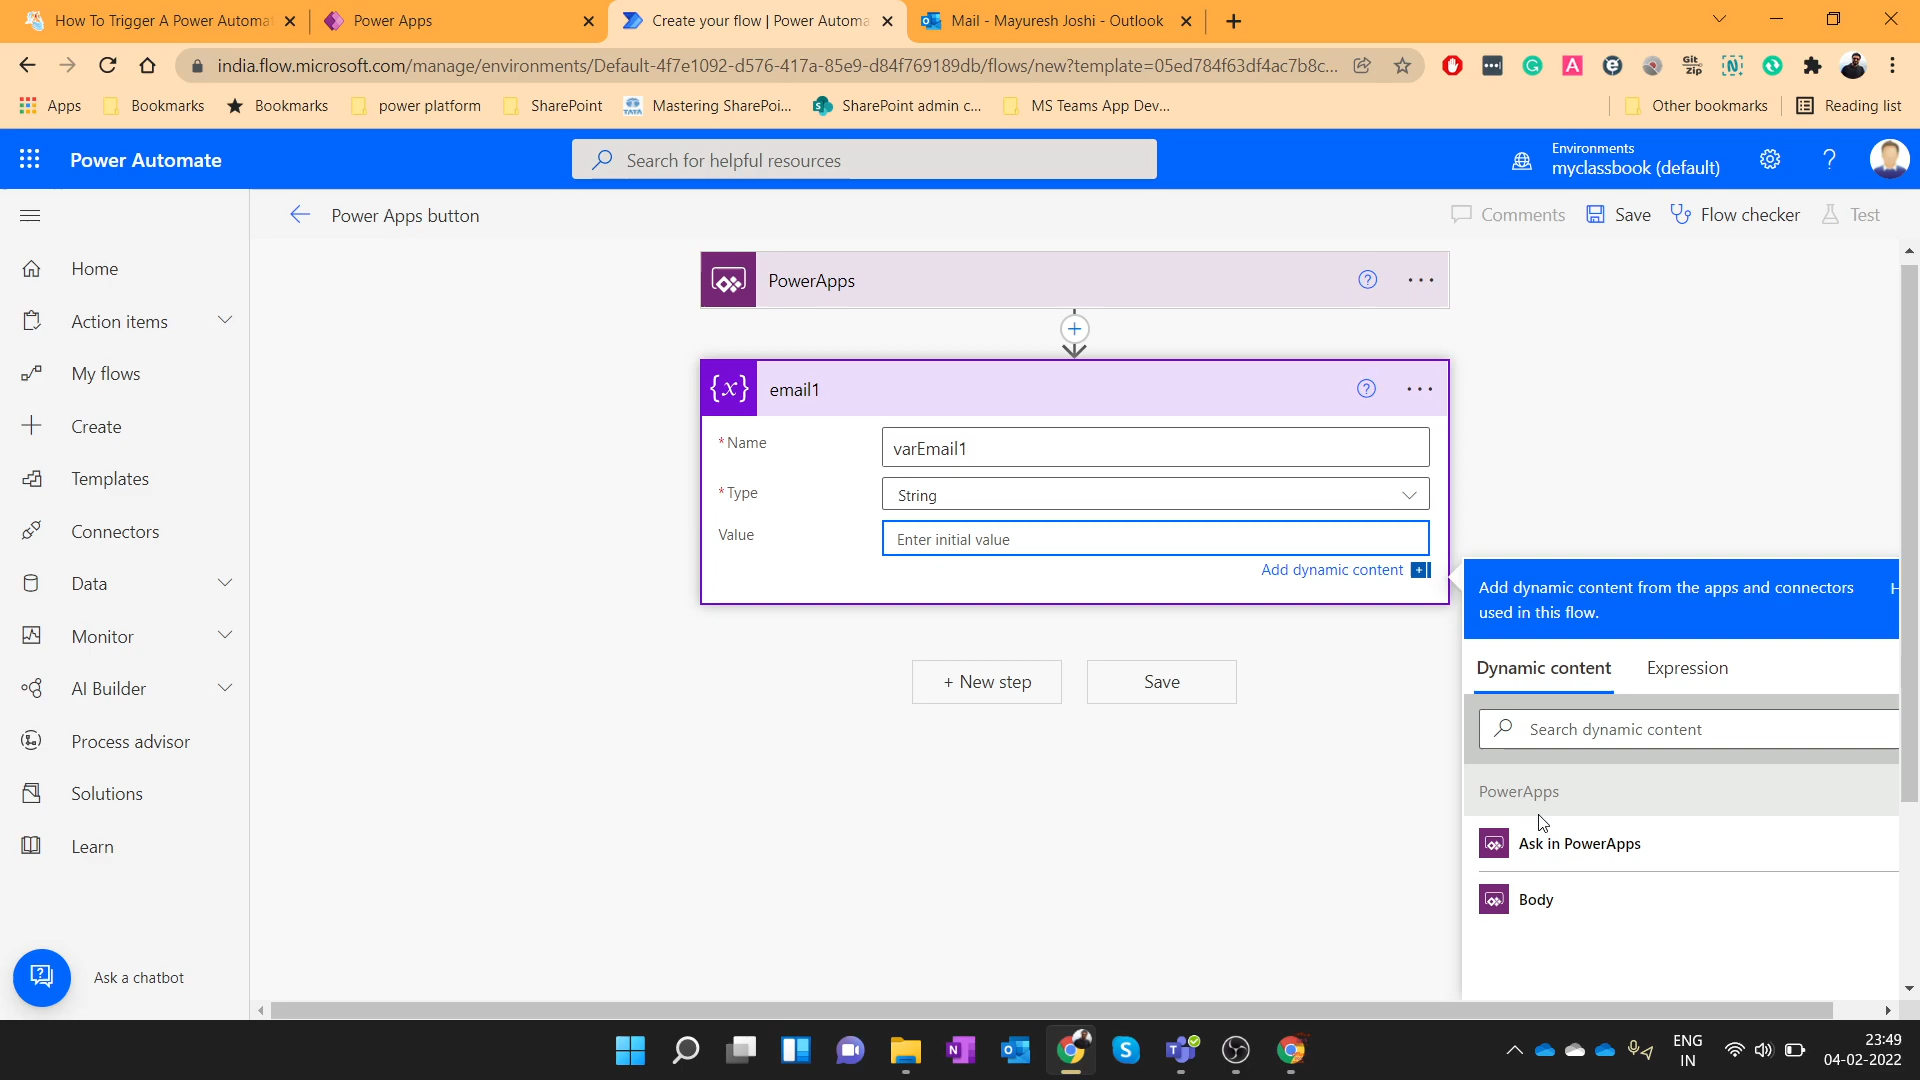 How To Trigger A Power Automat
Power Apps
Create your flow | Power Automa
Mail - Mayuresh Joshi - Outlook
india.flow.microsoft.com/manage/environments/Default-4f7e1092-d576-417a-85e9-d84f769189db/flows/new?template=05ed784f63df4ac7b8c...
Git
zip
Apps
Bookmarks
Bookmarks
power platform
SharePoint
TATA
Mastering SharePoi...
SharePoint admin c...
MS Teams App Dev...
Other bookmarks
Reading list
Power Automate
Search for helpful resources
Environments
myclassbook (default)
Power Apps button
Comments
Save
Flow checker
Test
Home
Action items
My flows
Create
Templates
Connectors
Data
Monitor
AI Builder
Process advisor
Solutions
Learn
Ask a chatbot
PowerApps
{x}
email1
* Name
varEmail1
* Type
String
Value
Enter initial value
Add dynamic content
+ New step
Save
Add dynamic content from the apps and connectors
used in this flow.
Dynamic content
Expression
Search dynamic content
PowerApps
Ask in PowerApps
Body
ENG
IN
23:49
04-02-2022